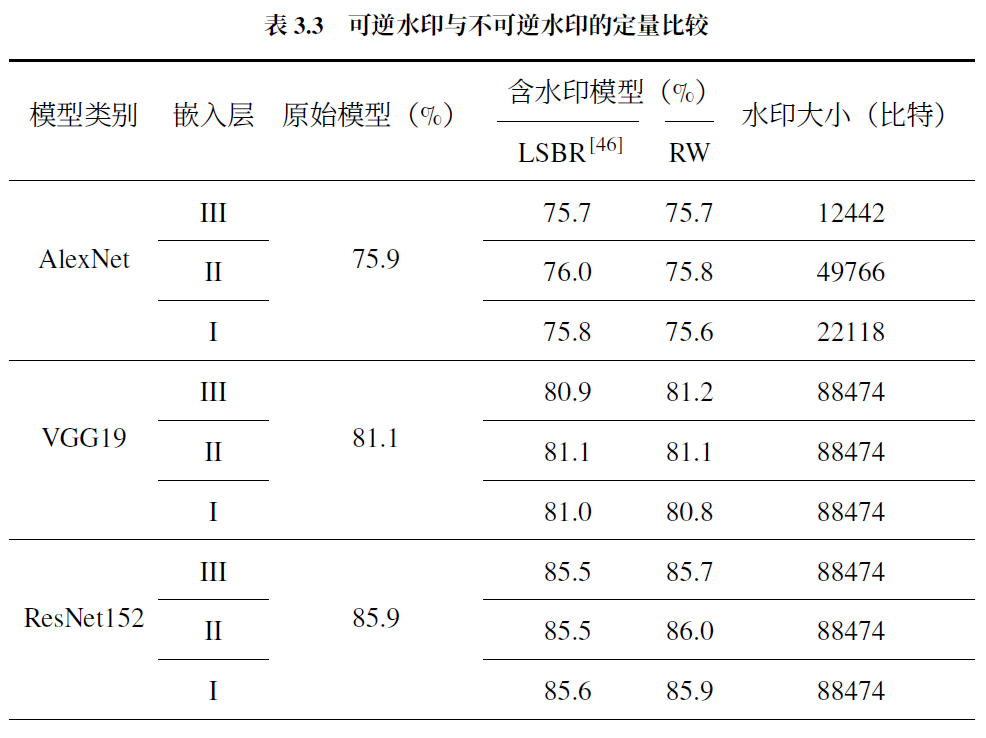 表 3.3 可逆水印与不可逆水印的定量比较
模型类别 嵌入层 原始模型（%） 含水印模型（%） 水印大小（比特）
LSBR[46] RW
III 75.7 75.7 12442
AlexNet II 75.9 76.0 75.8 49766
I 75.8 75.6 22118
III 80.9 81.2 88474
VGG19 II 81.1 81.1 81.1 88474
I 81.0 80.8 88474
III 85.5 85.7 88474
ResNet152 II 85.9 85.5 86.0 88474
I 85.6 85.9 88474